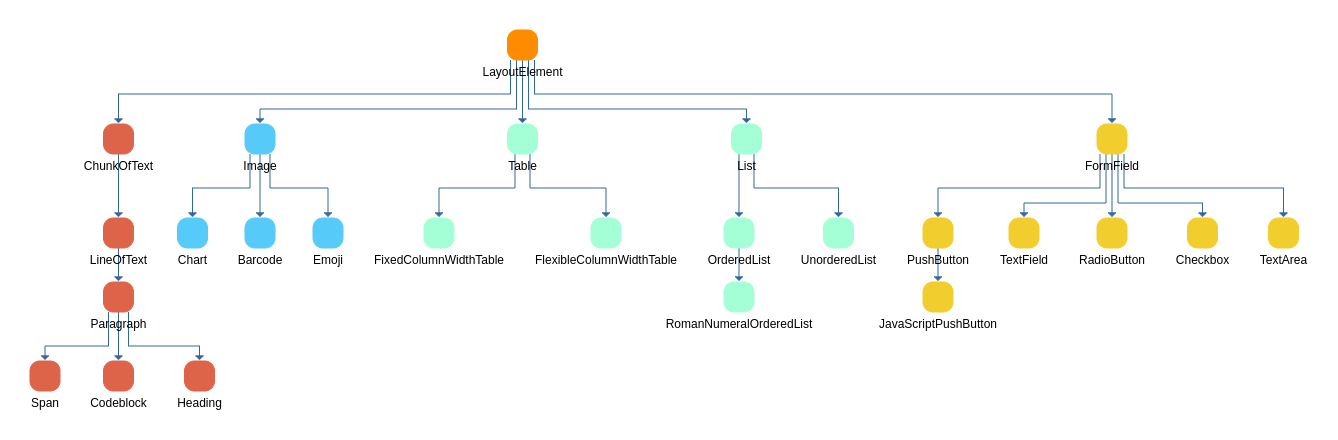 LayoutElement
ChunkOfText Image Table List FormField
LineOfText Chart Barcode Emoji FixedColumnWidthTable FlexibleColumnWidthTable OrderedList UnorderedList PushButton TextField RadioButton Checkbox TextArea
Paragraph RomanNumeralOrderedList JavaScriptPushButton
Span Codeblock Heading